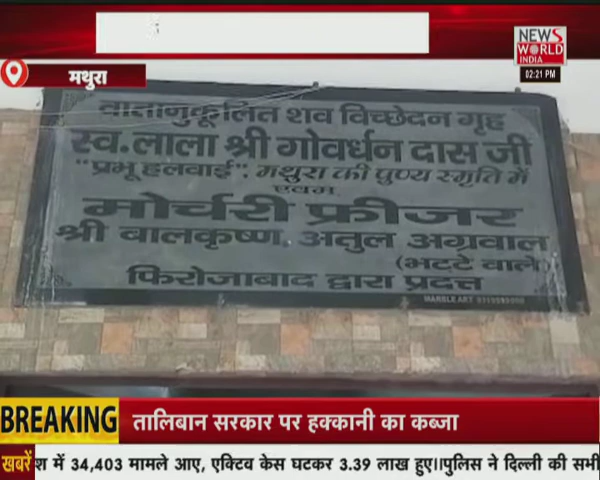 NEWS
WORLD
INDIA
02:21 PM
मथुरा
वातानुकूलित शव विच्छेदन गृह
स्व.लाला श्री गोवर्धन दास जी
"प्रभू हलवाई". मथुरा की पुण्य स्मृति में
एवम्
मोर्चरी फ्रीजर
श्री बालकृष्ण, अतुल अग्रवाल
(भट्टे वाले)
फिरोजाबाद द्वारा प्रदत्त
MARBLE ART
BREAKING तालिबान सरकार पर हक्कानी का कब्जा
खबरें श में 34,403 मामले आए, एक्टिव केस घटकर 3.39 लाख हुए।।पुलिस ने दिल्ली की सभी